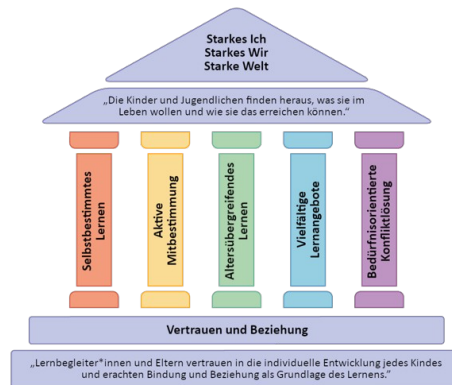 Starkes Ich
Starkes Wir
Starke Welt
„Die Kinder und Jugendlichen finden heraus, was sie im
Leben wollen und wie sie das erreichen können.“
Selbstbestimmtes
Lernen
Aktive
Mitbestimmung
Altersübergreifendes
Lernen
Vielfältige
Lernangebote
Bedürfnisorientierte
Konfliktlösung
Vertrauen und Beziehung
„Lernbegleiter*innen und Eltern vertrauen in die individuelle Entwicklung jedes Kindes
und erachten Bindung und Beziehung als Grundlage des Lernens.“